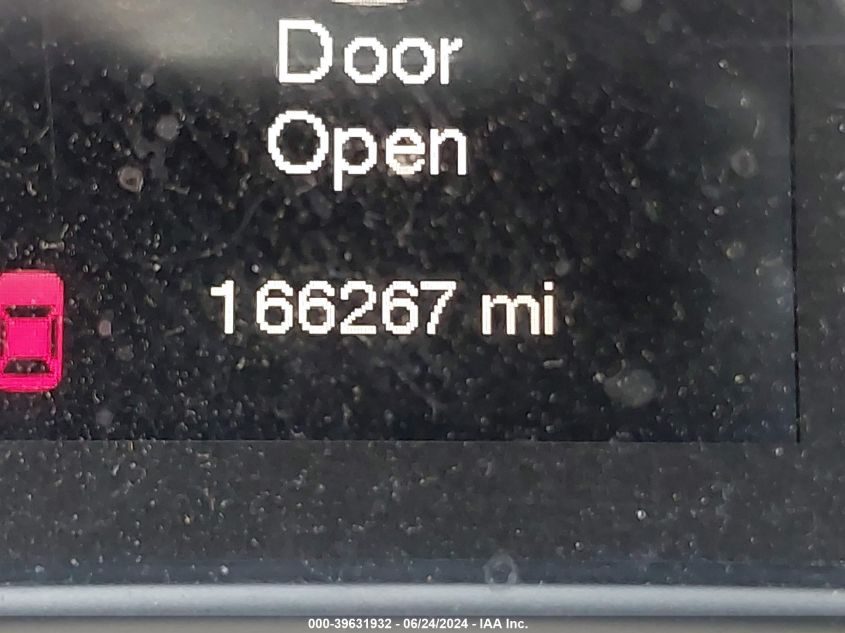 Door
Open
166267 mi
000-39631932 - 06/24/2024 - IAA Inc.